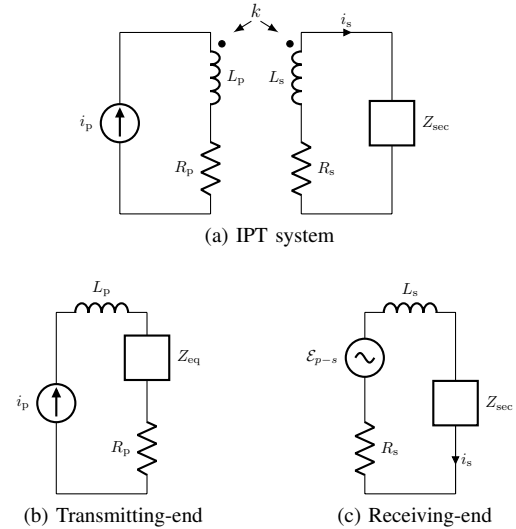 k
i_s
L_p
L_s
i_p
Z_sec
R_p
R_s
(a) IPT system
L_p
L_s
Z_eq
ℰ_{p−s}
i_p
Z_sec
R_p
R_s
i_s
(b) Transmitting-end
(c) Receiving-end